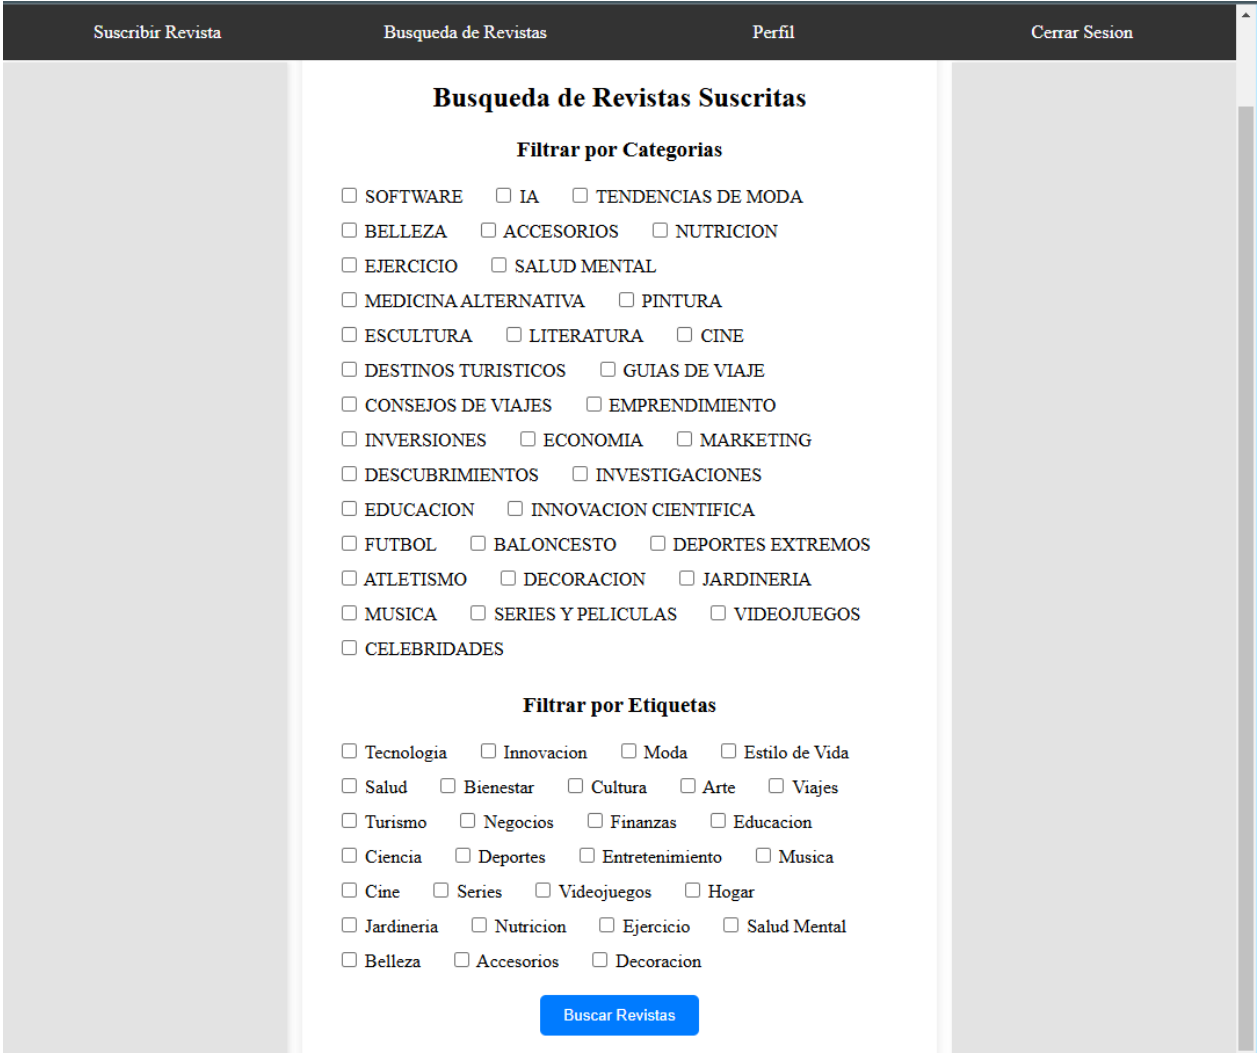 Suscribir Revista Busqueda de Revistas Perfil Cerrar Sesion
Busqueda de Revistas Suscritas
Filtrar por Categorias
SOFTWARE IA TENDENCIAS DE MODA
BELLEZA ACCESORIOS NUTRICION
EJERCICIO SALUD MENTAL
MEDICINA ALTERNATIVA PINTURA
ESCULTURA LITERATURA CINE
DESTINOS TURISTICOS GUIAS DE VIAJE
CONSEJOS DE VIAJES EMPRENDIMIENTO
INVERSIONES ECONOMIA MARKETING
DESCUBRIMIENTOS INVESTIGACIONES
EDUCACION INNOVACION CIENTIFICA
FUTBOL BALONCESTO DEPORTES EXTREMOS
ATLETISMO DECORACION JARDINERIA
MUSICA SERIES Y PELICULAS VIDEOJUEGOS
CELEBRIDADES
Filtrar por Etiquetas
Tecnologia Innovacion Moda Estilo de Vida
Salud Bienestar Cultura Arte Viajes
Turismo Negocios Finanzas Educacion
Ciencia Deportes Entretenimiento Musica
Cine Series Videojuegos Hogar
Jardineria Nutricion Ejercicio Salud Mental
Belleza Accesorios Decoracion
Buscar Revistas